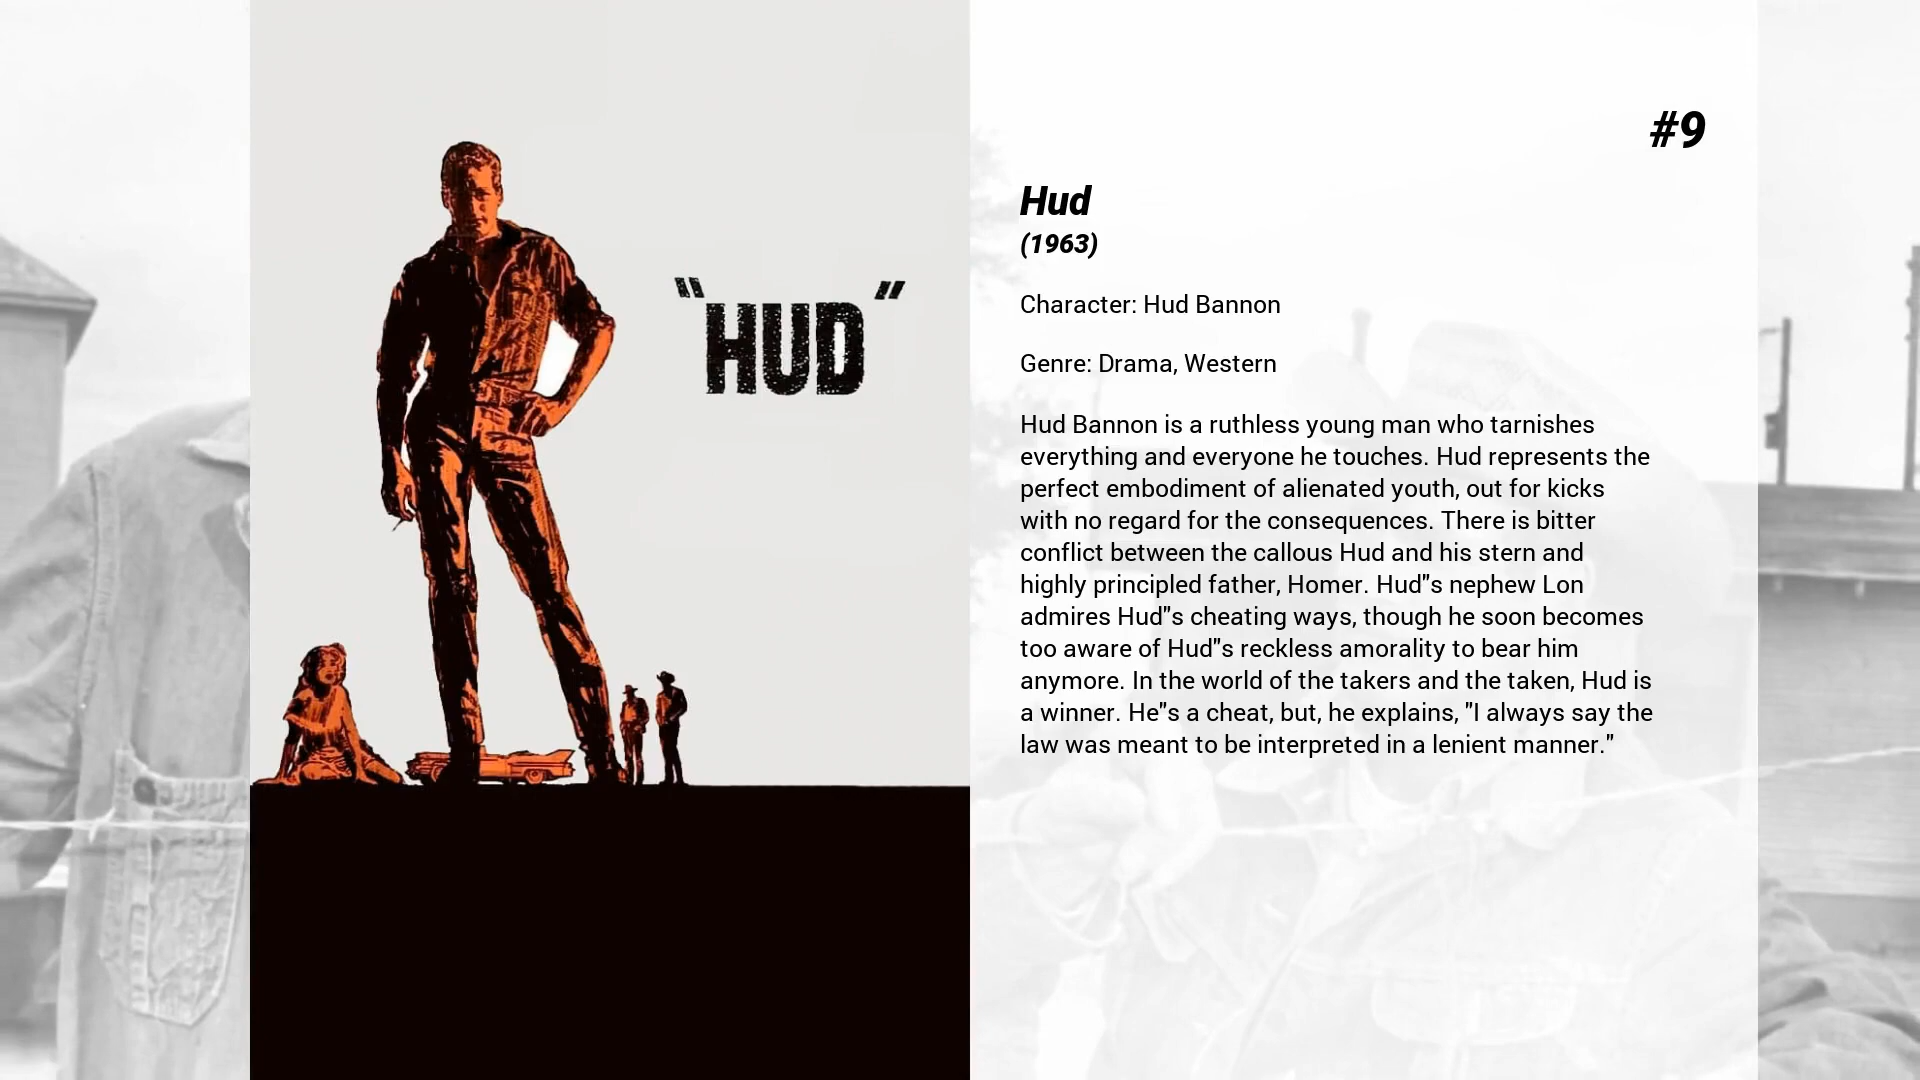 "HUD"
#9
Hud
(1963)
Character: Hud Bannon
Genre: Drama, Western
Hud Bannon is a ruthless young man who tarnishes
everything and everyone he touches. Hud represents the
perfect embodiment of alienated youth, out for kicks
with no regard for the consequences. There is bitter
conflict between the callous Hud and his stern and
highly principled father, Homer. Hud"s nephew Lon
admires Hud"s cheating ways, though he soon becomes
too aware of Hud"s reckless amorality to bear him
anymore. In the world of the takers and the taken, Hud is
a winner. He"s a cheat, but, he explains, "I always say the
law was meant to be interpreted in a lenient manner."